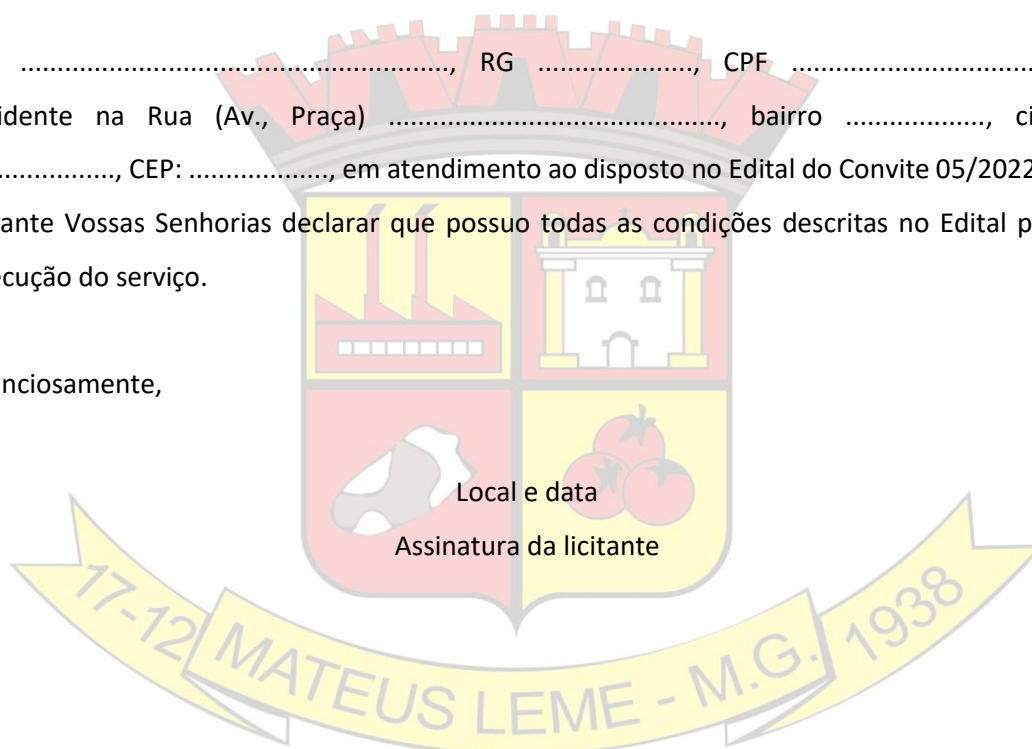 ..................................................., RG ...................., CPF ...............................
idente na Rua (Av., Praça) .........................................., bairro .................., ci
..............., CEP: .................., em atendimento ao disposto no Edital do Convite 05/2022
ante Vossas Senhorias declarar que possuo todas as condições descritas no Edital p
ecução do serviço.
nciosamente,
Local e data
Assinatura da licitante
17-12 MATEUS LEME - M.G. 1938